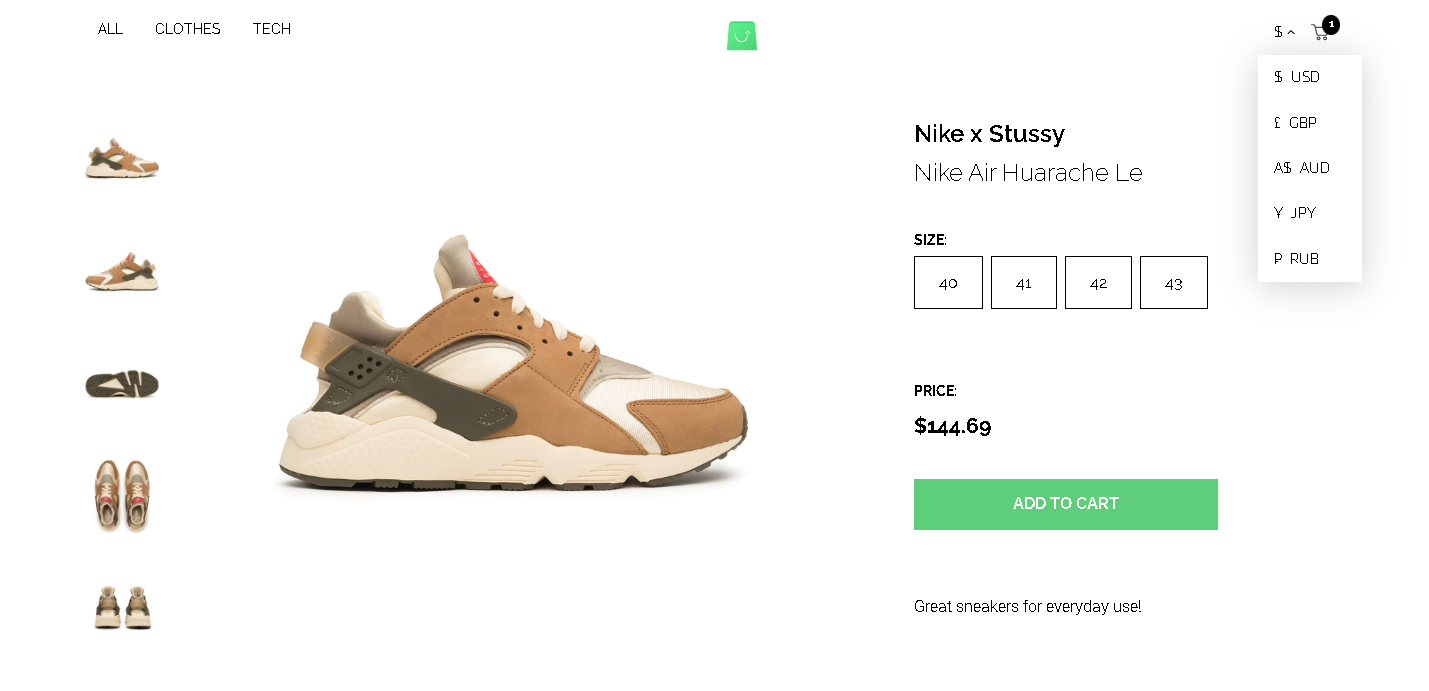 ALL CLOTHES TECH
$ 1
$ USD
£ GBP
A$ AUD
¥ JPY
₽ RUB
Nike x Stussy
Nike Air Huarache Le
SIZE:
40 41 42 43
PRICE:
$144.69
ADD TO CART
Great sneakers for everyday use!